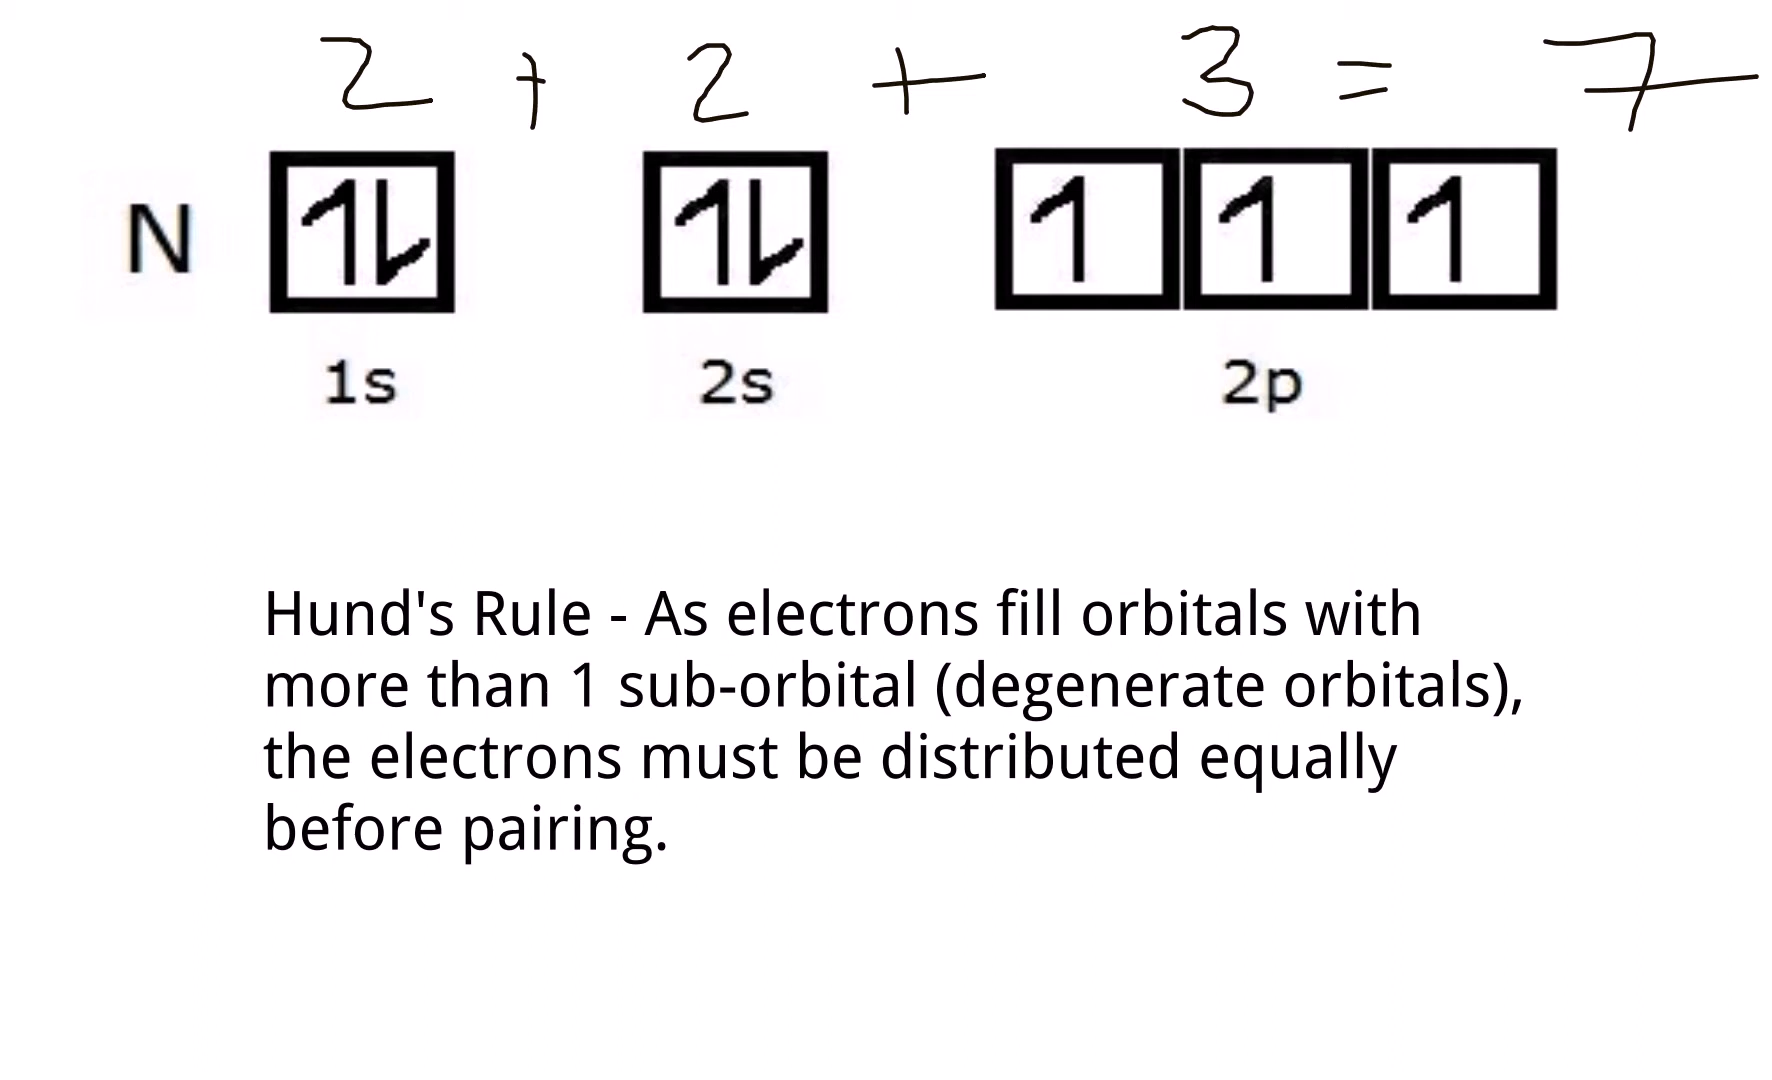 2 + 2 + 3 = 7
N 1↿⇂ ↿⇂ ↿ ↿ ↿
1s 2s 2p
Hund's Rule - As electrons fill orbitals with
more than 1 sub-orbital (degenerate orbitals),
the electrons must be distributed equally
before pairing.